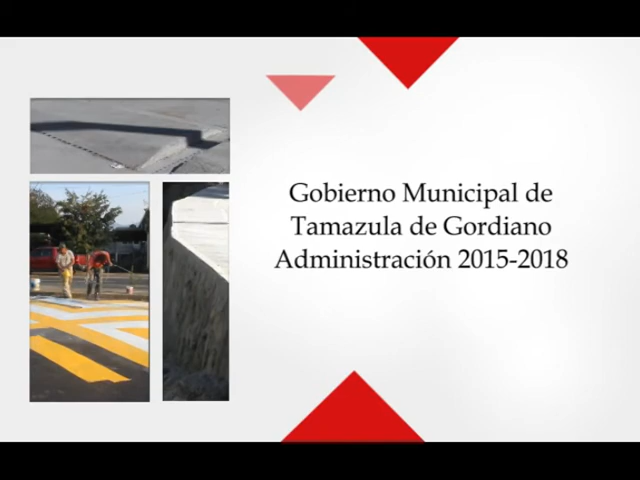 Gobierno Municipal de
Tamazula de Gordiano
Administración 2015-2018